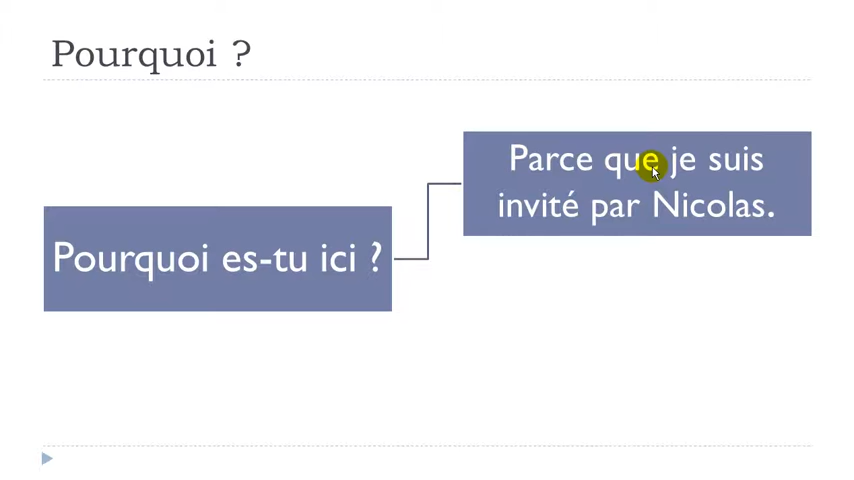 Pourquoi ?
Parce que je suis
invité par Nicolas.
Pourquoi es-tu ici ?